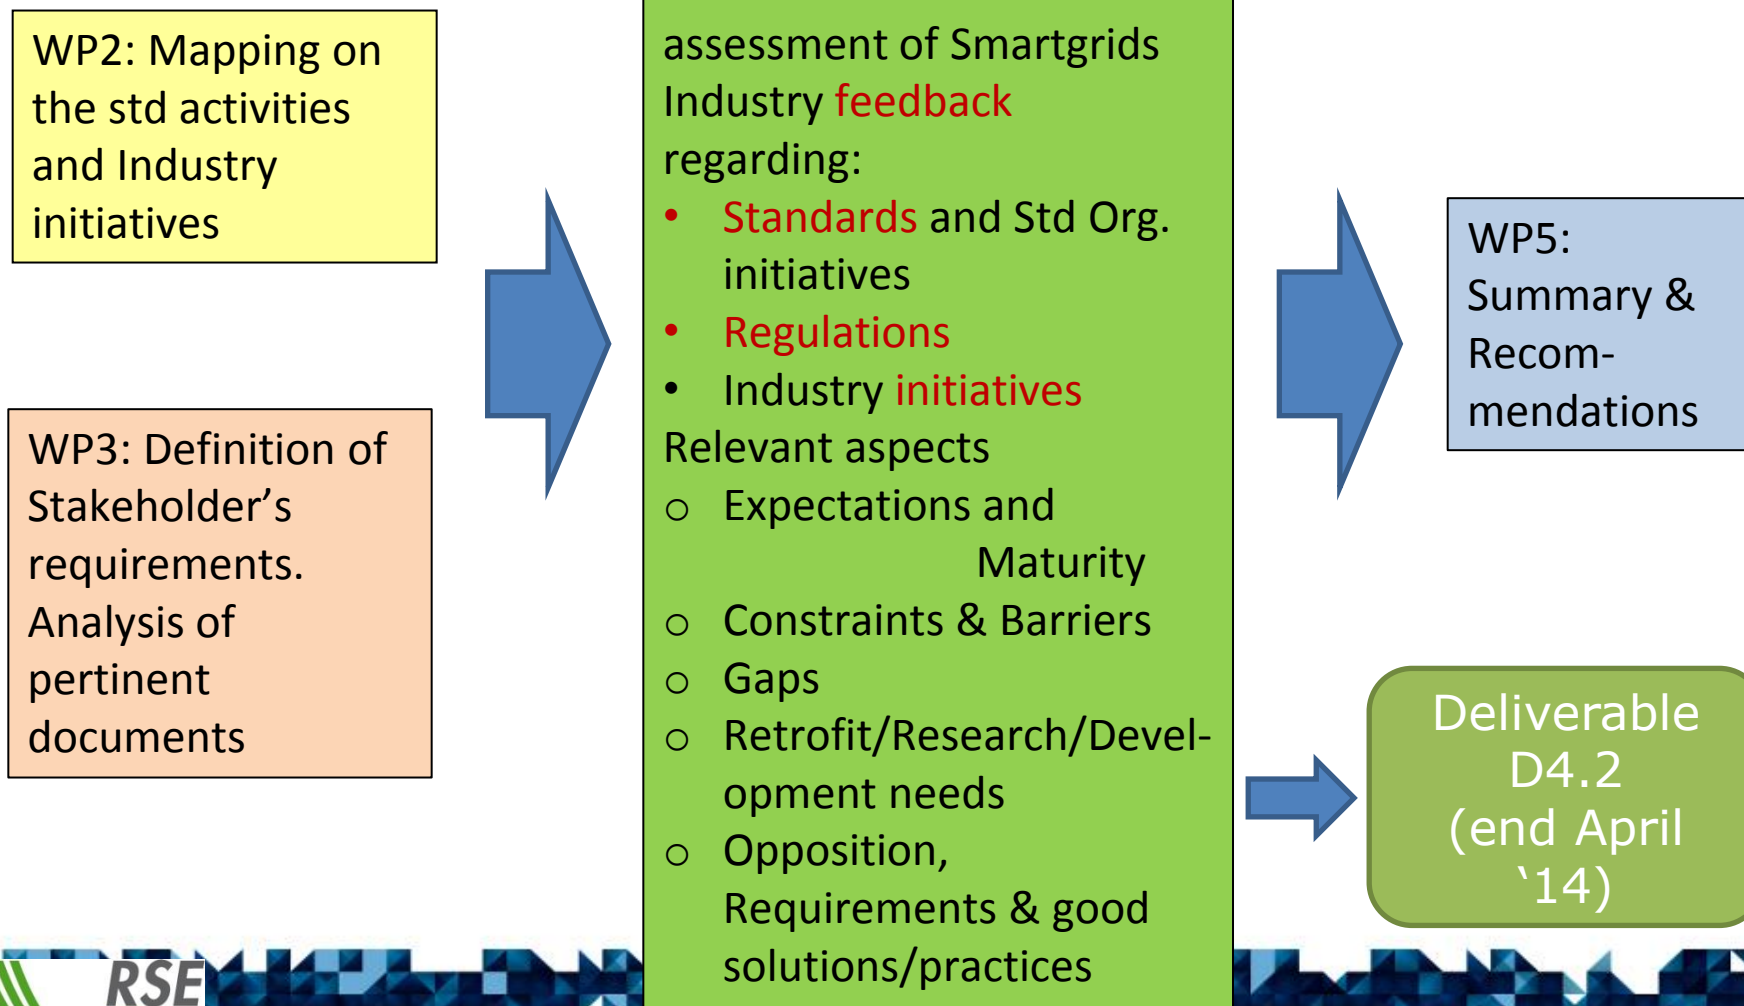 WP2: Mapping on
the std activities
and Industry
initiatives
WP3: Definition of
Stakeholder’s
requirements.
Analysis of
pertinent
documents
assessment of Smartgrids
Industry feedback
regarding:
• Standards and Std Org.
initiatives
• Regulations
• Industry initiatives
Relevant aspects
o Expectations and
Maturity
o Constraints & Barriers
o Gaps
o Retrofit/Research/Devel-
opment needs
o Opposition,
Requirements & good
solutions/practices
WP5:
Summary &
Recom-
mendations
Deliverable
D4.2
(end April
‘14)
RSE